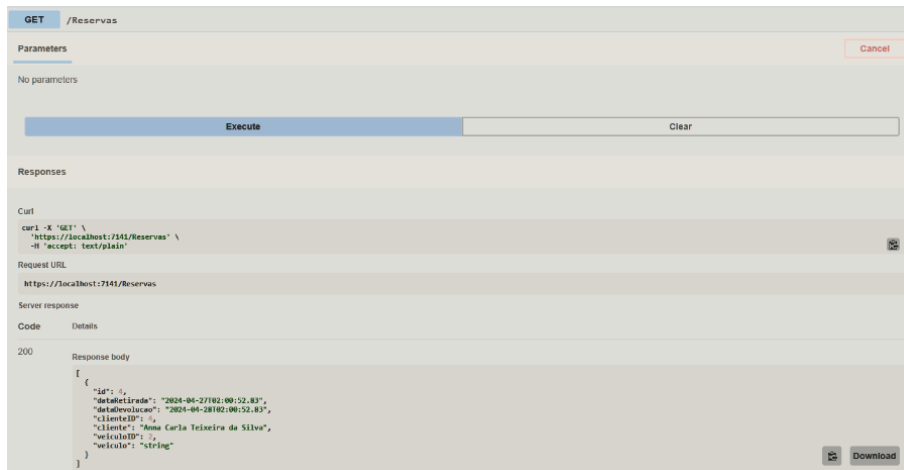 GET /Reservas
Parameters
Cancel
No parameters
Execute
Clear
Responses
Curl
curl -X 'GET' \
'https://localhost:7141/Reservas' \
-H 'accept: text/plain'
Request URL
https://localhost:7141/Reservas
Server response
Code Details
200
Response body
[
{
"id": 4,
"dataRetirada": "2024-04-27T02:00:52.83",
"dataDevolucao": "2024-04-28T02:00:52.83",
"clienteID": 4,
"cliente": "Anna Carla Teixeira da Silva",
"veiculoID": 2,
"veiculo": "string"
}
]
Download